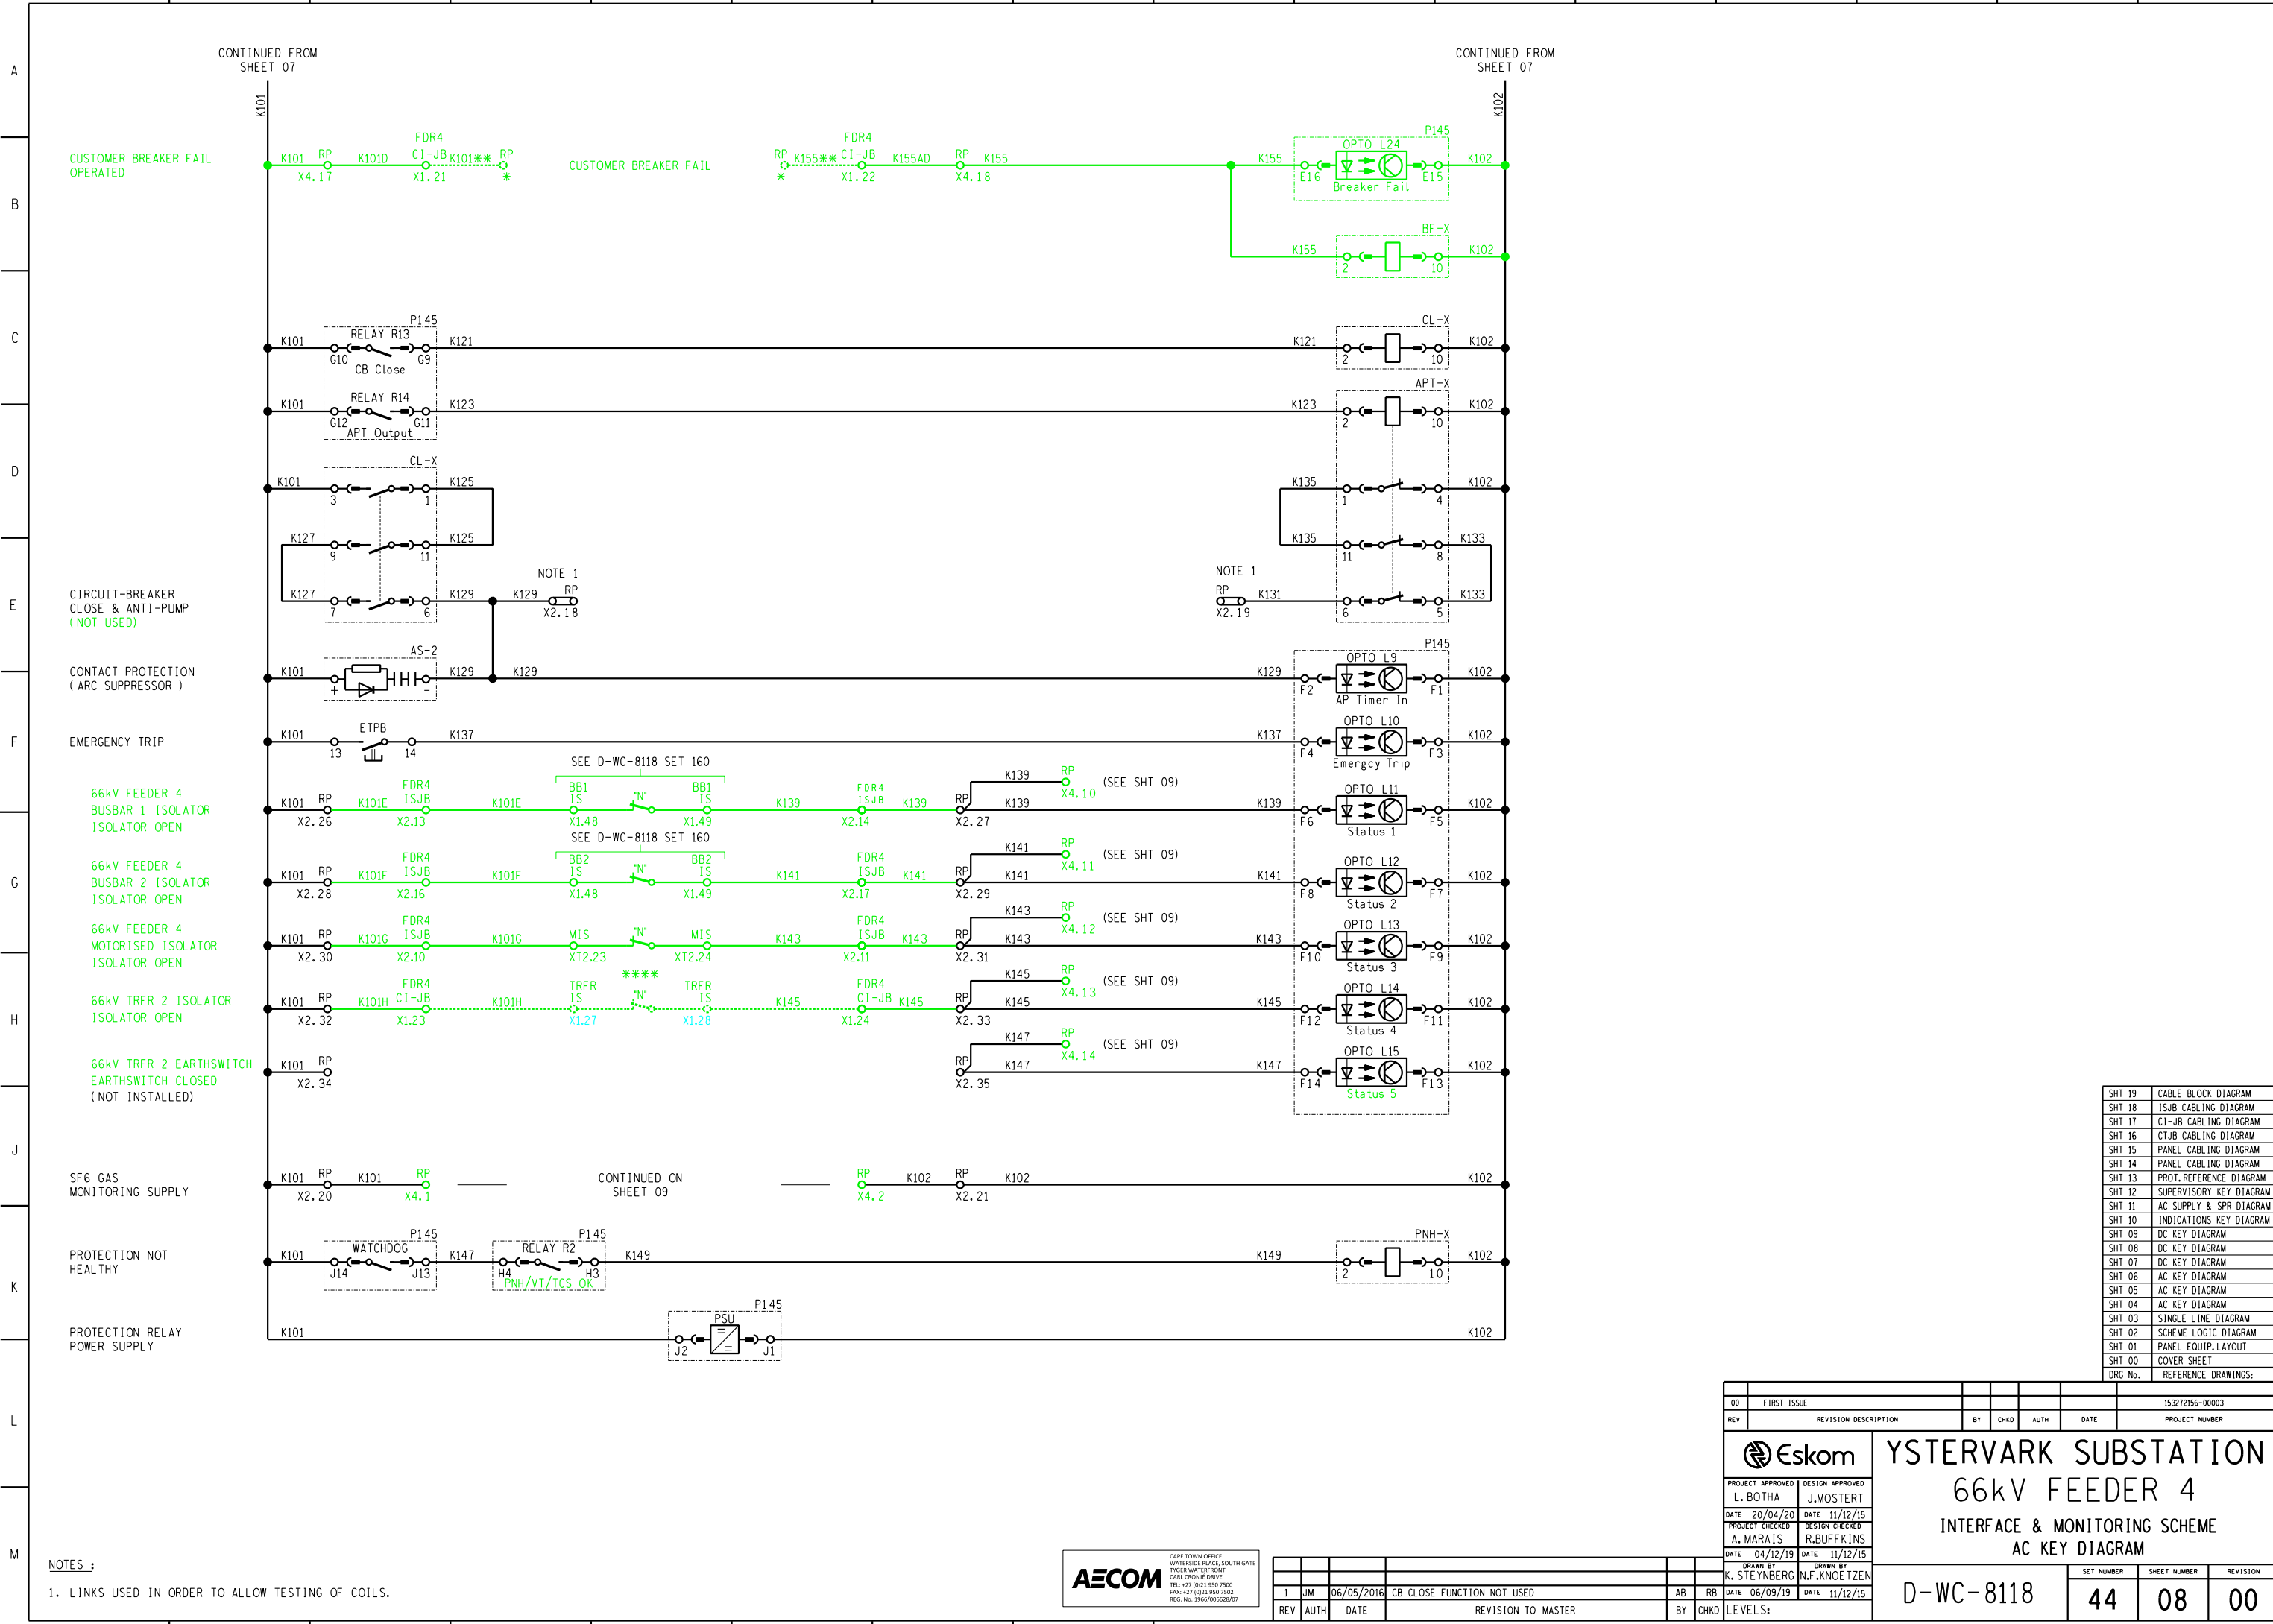 CONTINUED FROM
SHEET 07
CONTINUED FROM
SHEET 07
A
K101
K102
CUSTOMER BREAKER FAIL
OPERATED
K101 RP K101D FDR4 CI-JB K101** RP
X4.17 X1.21 *
CUSTOMER BREAKER FAIL
RP K155** FDR4 CI-JB K155AD RP K155
* X1.22 X4.18
P145
K155 OPTO L24 K102
E16 E15
Breaker Fail
B
BF-X
K155 K102
2 10
C
P145
K101 RELAY R13 K121
G10 G9
CB Close
CL-X
K121 K102
2 10
K101 RELAY R14 K123
G12 G11
APT Output
APT-X
K123 K102
2 10
D
CL-X
K101 K125
3 1
K135 K102
1 4
K127 K125
9 11
K135 K133
11 8
E
CIRCUIT-BREAKER
CLOSE & ANTI-PUMP
(NOT USED)
K127 K129 K129
7 6
NOTE 1
RP
X2.18
NOTE 1
RP
X2.19
K131 K133
6 5
CONTACT PROTECTION
( ARC SUPPRESSOR )
AS-2
K101 K129 K129
+ -
P145
K129 OPTO L9 K102
F2 F1
AP Timer In
F
EMERGENCY TRIP
K101 ETPB K137
13 14
K137 OPTO L10 K102
F4 F3
Emergcy Trip
SEE D-WC-8118 SET 160
66kV FEEDER 4
BUSBAR 1 ISOLATOR
ISOLATOR OPEN
K101 RP K101E FDR4 ISJB K101E BB1 IS "N" BB1 IS K139 FDR4 ISJB K139 RP K139
X2.26 X2.13 X1.48 X1.49 X2.14 X2.27
K139 RP X4.10 (SEE SHT 09)
K139 OPTO L11 K102
F6 F5
Status 1
SEE D-WC-8118 SET 160
G
66kV FEEDER 4
BUSBAR 2 ISOLATOR
ISOLATOR OPEN
K101 RP K101F FDR4 ISJB K101F BB2 IS "N" BB2 IS K141 FDR4 ISJB K141 RP K141
X2.28 X2.16 X1.48 X1.49 X2.17 X2.29
K141 RP X4.11 (SEE SHT 09)
K141 OPTO L12 K102
F8 F7
Status 2
66kV FEEDER 4
MOTORISED ISOLATOR
ISOLATOR OPEN
K101 RP K101G FDR4 ISJB K101G MIS "N" MIS K143 FDR4 ISJB K143 RP K143
X2.30 X2.10 XT2.23 XT2.24 X2.11 X2.31
K143 RP X4.12 (SEE SHT 09)
K143 OPTO L13 K102
F10 F9
Status 3
H
66kV TRFR 2 ISOLATOR
ISOLATOR OPEN
****
K101 RP K101H FDR4 CI-JB K101H TRFR IS "N" TRFR IS K145 FDR4 CI-JB K145 RP K145
X2.32 X1.23 X1.27 X1.28 X1.24 X2.33
K145 RP X4.13 (SEE SHT 09)
K145 OPTO L14 K102
F12 F11
Status 4
66kV TRFR 2 EARTHSWITCH
EARTHSWITCH CLOSED
(NOT INSTALLED)
K101 RP
X2.34
RP K147
X2.35
K147 RP X4.14 (SEE SHT 09)
K147 OPTO L15 K102
F14 F13
Status 5
J
SF6 GAS
MONITORING SUPPLY
K101 RP K101 RP
X2.20 X4.1
CONTINUED ON
SHEET 09
RP K102 RP K102 K102
X4.2 X2.21
K
PROTECTION NOT
HEALTHY
P145
K101 WATCHDOG K147
J14 J13
P145
RELAY R2 K149
H4 H3
PNH/VT/TCS OK
PNH-X
K149 K102
2 10
PROTECTION RELAY
POWER SUPPLY
P145
K101 PSU K102
J2 J1
L
M
NOTES :
1. LINKS USED IN ORDER TO ALLOW TESTING OF COILS.
AECOM
CAPE TOWN OFFICE
WATERSIDE PLACE, SOUTH GATE
TYGER WATERFRONT
CARL CRONJE DRIVE
TEL: +27 (0)21 950 7500
FAX: +27 (0)21 950 7502
REG. No. 1966/006628/07
1 JM 06/05/2016 CB CLOSE FUNCTION NOT USED AB RB
REV AUTH DATE REVISION TO MASTER BY CHKD
SHT 19 CABLE BLOCK DIAGRAM
SHT 18 ISJB CABLING DIAGRAM
SHT 17 CI-JB CABLING DIAGRAM
SHT 16 CTJB CABLING DIAGRAM
SHT 15 PANEL CABLING DIAGRAM
SHT 14 PANEL CABLING DIAGRAM
SHT 13 PROT.REFERENCE DIAGRAM
SHT 12 SUPERVISORY KEY DIAGRAM
SHT 11 AC SUPPLY & SPR DIAGRAM
SHT 10 INDICATIONS KEY DIAGRAM
SHT 09 DC KEY DIAGRAM
SHT 08 DC KEY DIAGRAM
SHT 07 DC KEY DIAGRAM
SHT 06 AC KEY DIAGRAM
SHT 05 AC KEY DIAGRAM
SHT 04 AC KEY DIAGRAM
SHT 03 SINGLE LINE DIAGRAM
SHT 02 SCHEME LOGIC DIAGRAM
SHT 01 PANEL EQUIP.LAYOUT
SHT 00 COVER SHEET
DRG No. REFERENCE DRAWINGS:
00 FIRST ISSUE 153272156-00003
REV REVISION DESCRIPTION BY CHKD AUTH DATE PROJECT NUMBER
Eskom
PROJECT APPROVED DESIGN APPROVED
L.BOTHA J.MOSTERT
DATE 20/04/20 DATE 11/12/15
PROJECT CHECKED DESIGN CHECKED
A.MARAIS R.BUFFKINS
DATE 04/12/19 DATE 11/12/15
DRAWN BY DRAWN BY
K. STEYNBERG N.F.KNOETZEN
DATE 06/09/19 DATE 11/12/15
LEVELS:
YSTERVARK SUBSTATION
66kV FEEDER 4
INTERFACE & MONITORING SCHEME
AC KEY DIAGRAM
D-WC-8118
SET NUMBER SHEET NUMBER REVISION
44 08 00